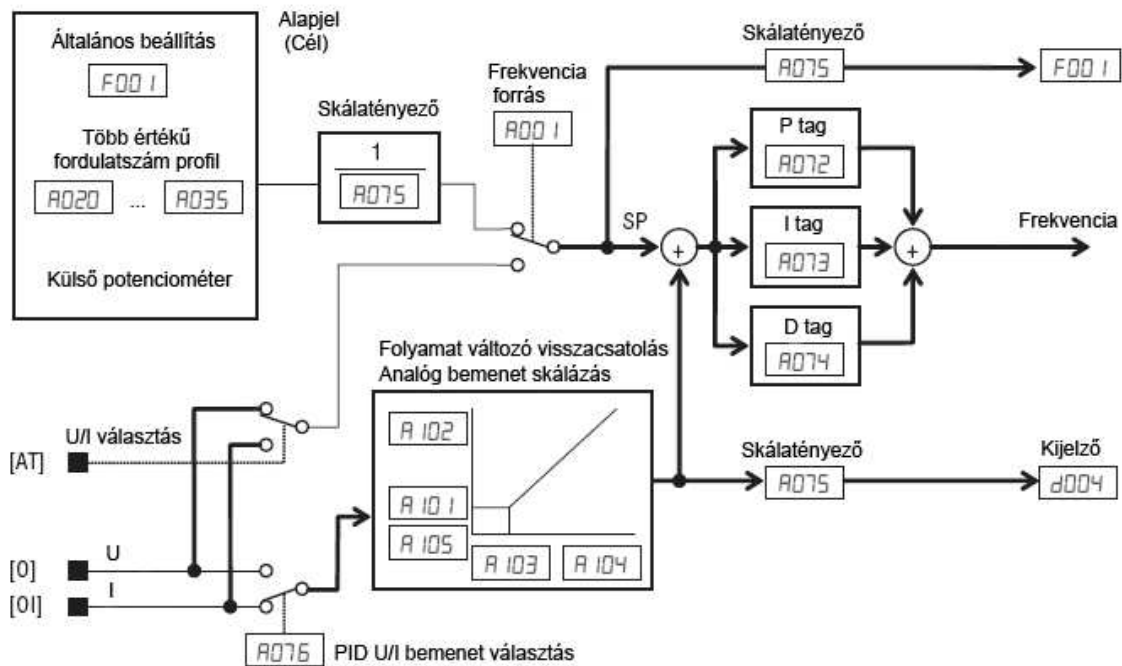 Általános beállítás
F001
Több értékű
fordulatszám profil
A020 ... A035
Külső potenciométer
Alapjel
(Cél)
Skálatényező
1
A075
Frekvencia
forrás
A001
Skálatényező
A075
F001
SP
+
P tag
A072
I tag
A073
D tag
A074
+
Frekvencia
Folyamat változó visszacsatolás
Analóg bemenet skálázás
A102
A101
A105
A103 A104
Skálatényező
A075
Kijelző
d004
U/I választás
[AT]
[O]
U
[OI]
I
A076 PID U/I bemenet választás